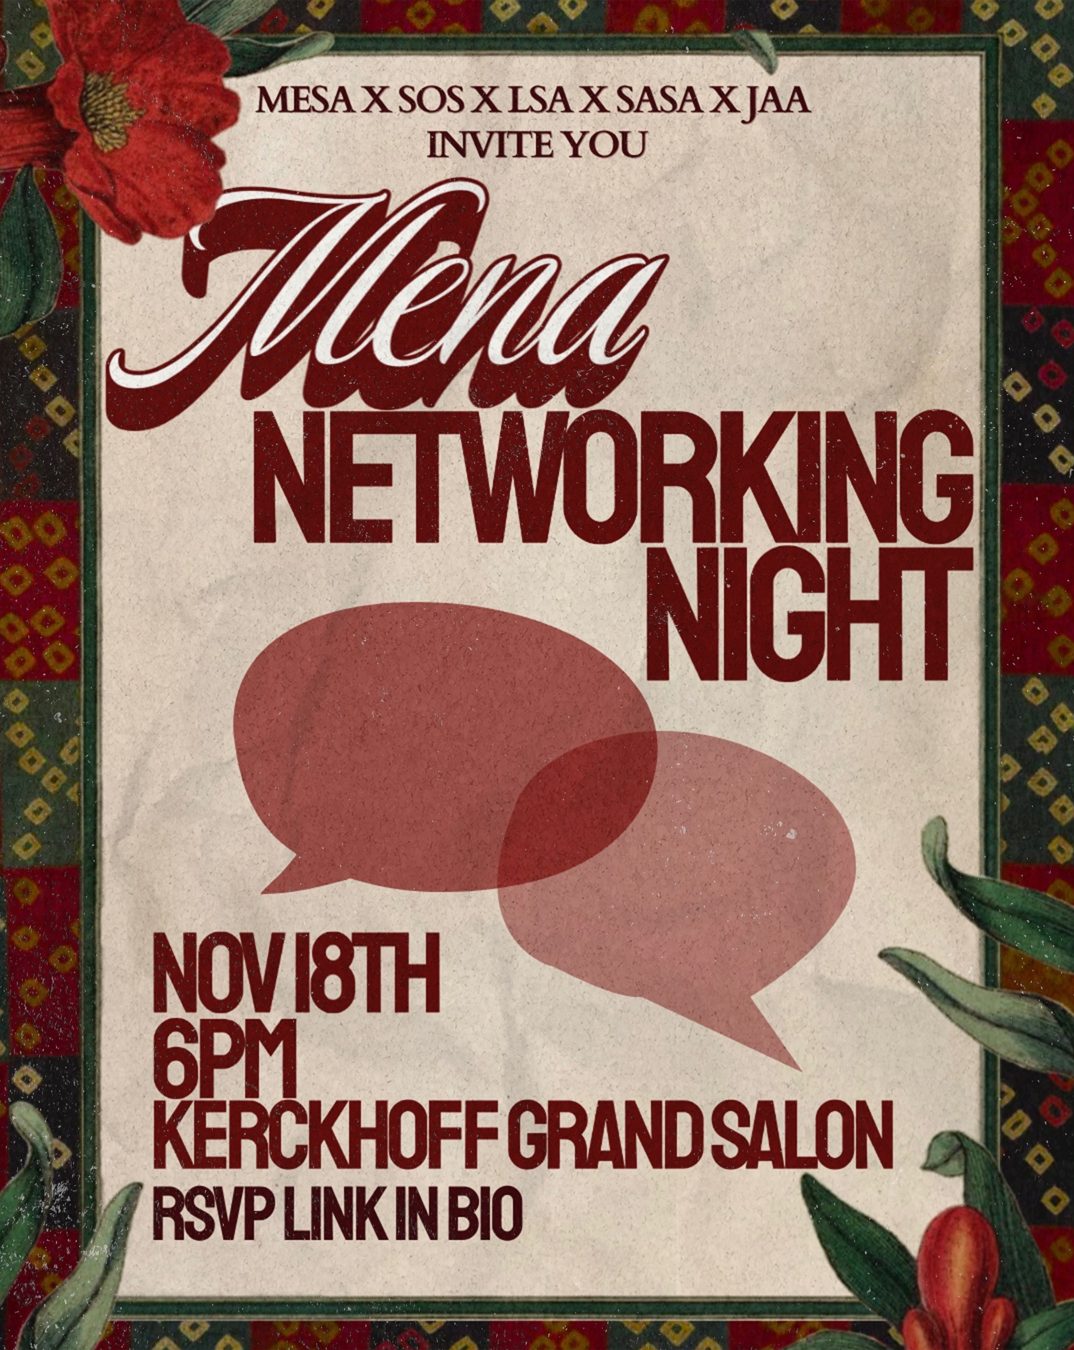 MESA X SOS X LSA X SASA X JAA
INVITE YOU
Mena
NETWORKING
NIGHT
NOV 18TH
6PM
KERCKHOFF GRAND SALON
RSVP LINK IN BIO